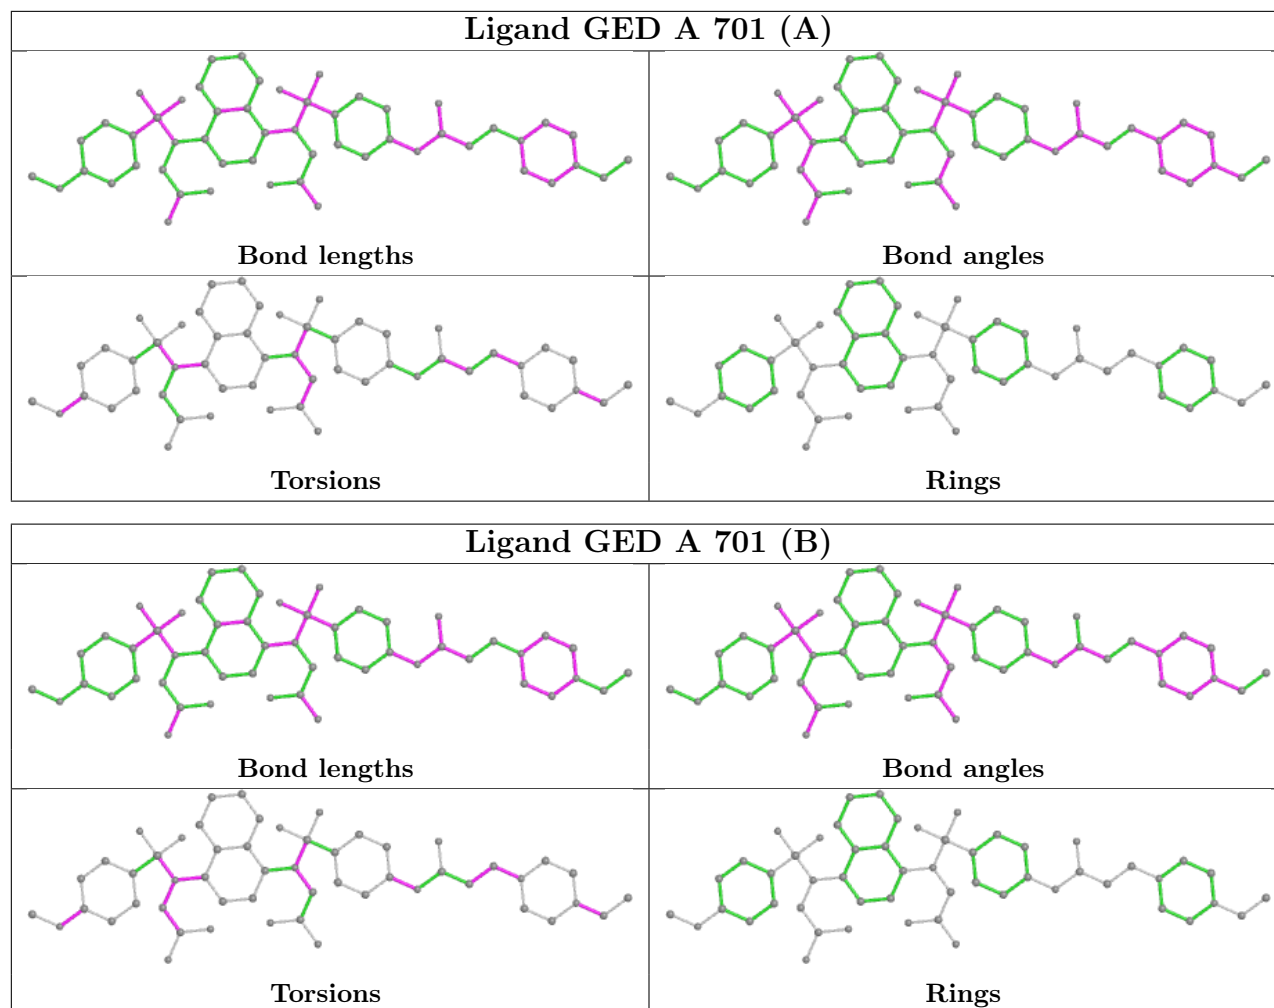 Ligand GED A 701 (A)
Bond lengths
Bond angles
Torsions
Rings
Ligand GED A 701 (B)
Bond lengths
Bond angles
Torsions
Rings